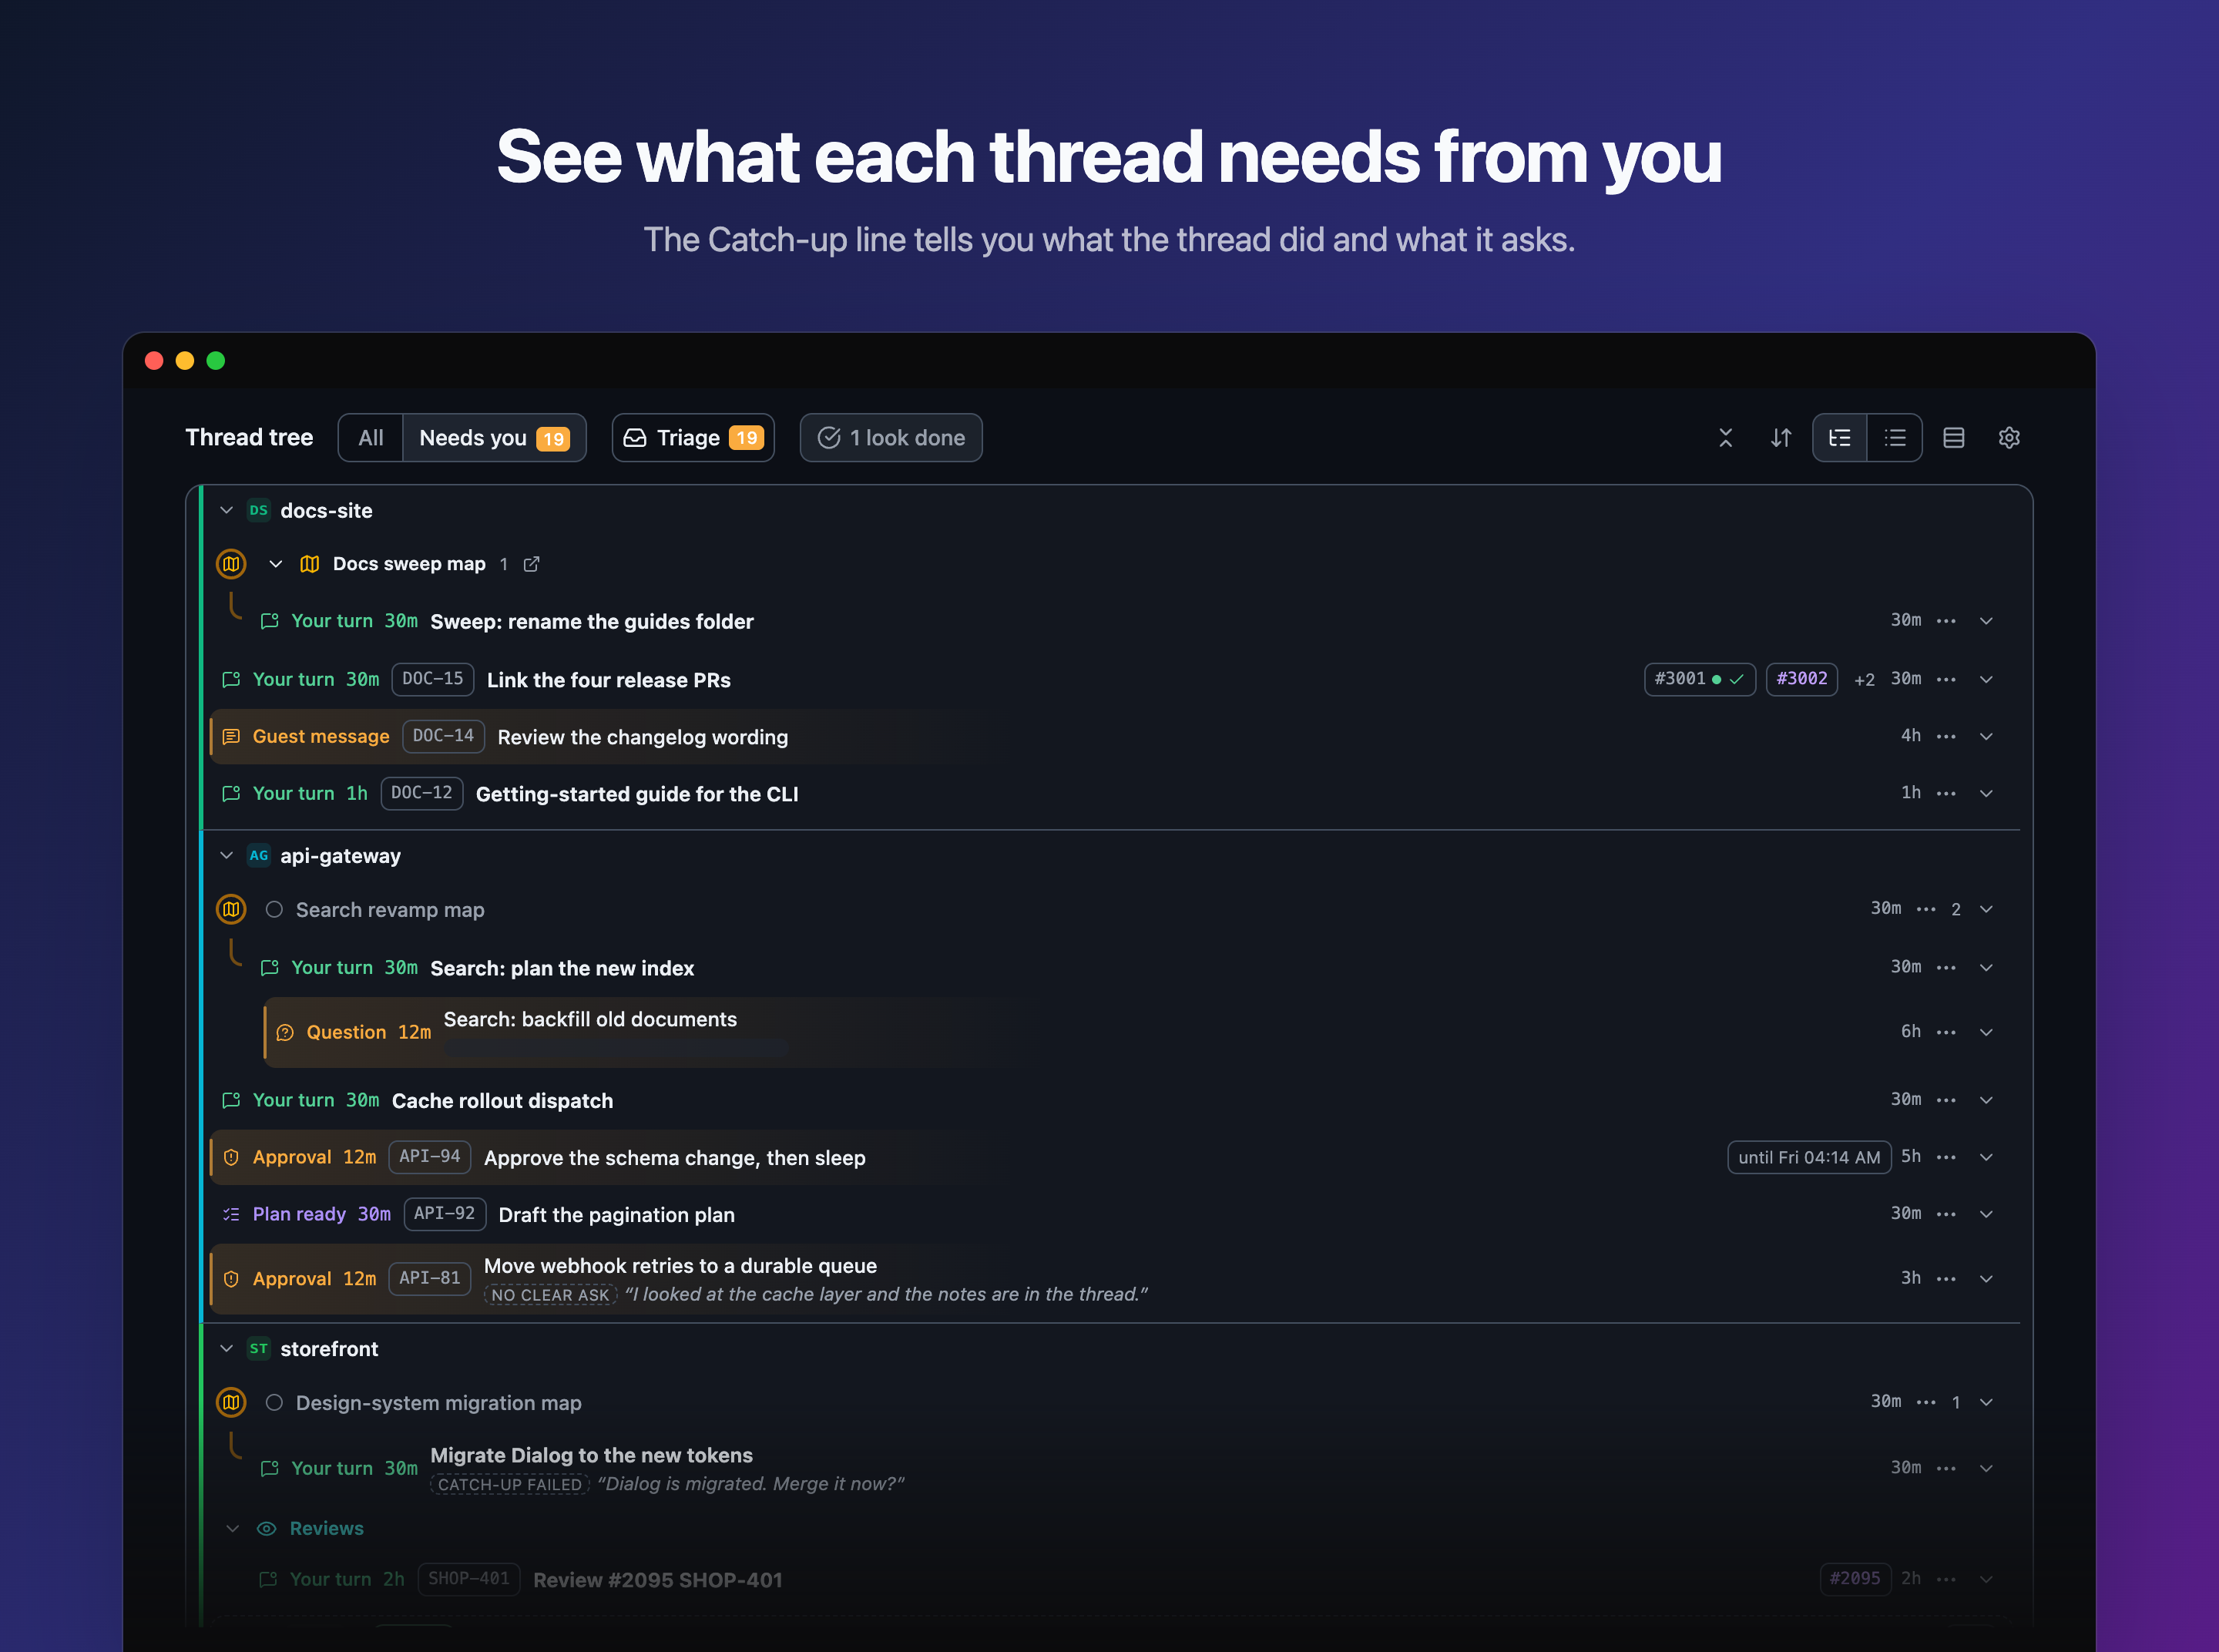 See what each thread needs from you
The Catch-up line tells you what the thread did and what it asks.
Thread tree All Needs you 19 Triage 19 1 look done
DS docs-site
Docs sweep map 1
Your turn 30m Sweep: rename the guides folder 30m
Your turn 30m DOC-15 Link the four release PRs #3001 #3002 +2 30m
Guest message DOC-14 Review the changelog wording 4h
Your turn 1h DOC-12 Getting-started guide for the CLI 1h
AG api-gateway
Search revamp map 30m 2
Your turn 30m Search: plan the new index 30m
Question 12m Search: backfill old documents 6h
Your turn 30m Cache rollout dispatch 30m
Approval 12m API-94 Approve the schema change, then sleep until Fri 04:14 AM 5h
Plan ready 30m API-92 Draft the pagination plan 30m
Approval 12m API-81 Move webhook retries to a durable queue 3h
NO CLEAR ASK “I looked at the cache layer and the notes are in the thread.”
ST storefront
Design-system migration map 30m 1
Your turn 30m Migrate Dialog to the new tokens 30m
CATCH-UP FAILED “Dialog is migrated. Merge it now?”
Reviews
Your turn 2h SHOP-401 Review #2095 SHOP-401 #2095 2h